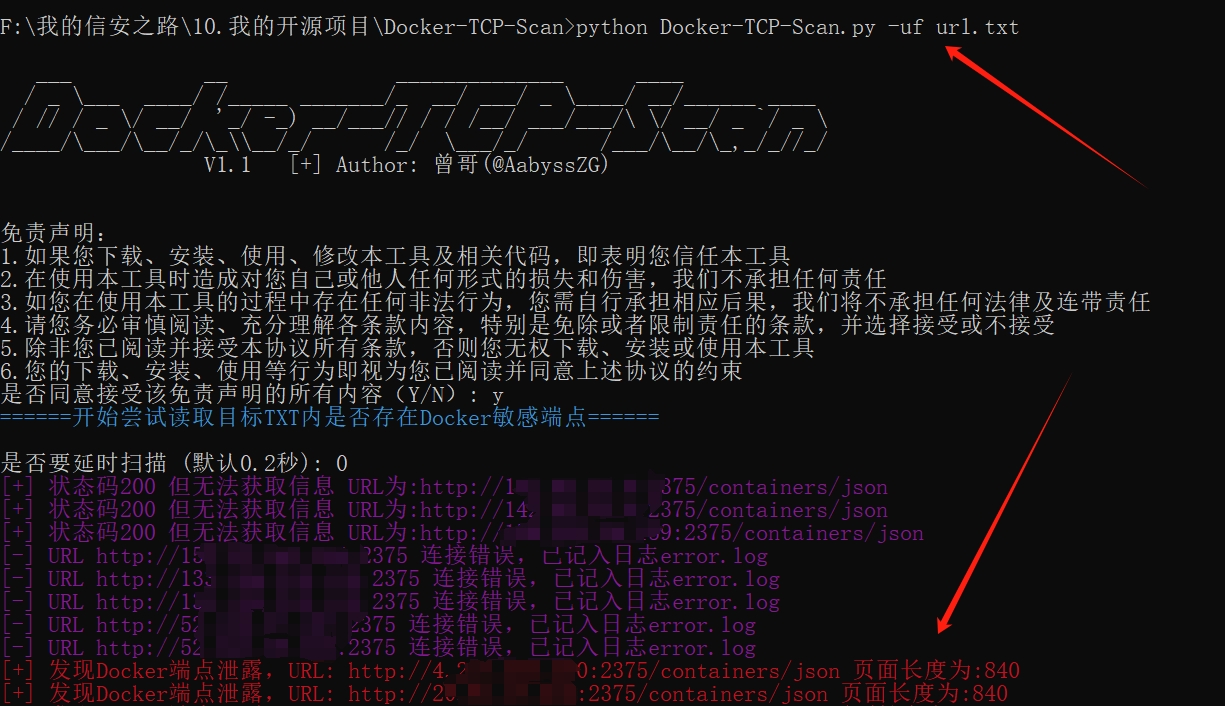 F:\我的信安之路\10.我的开源项目\Docker-TCP-Scan>python Docker-TCP-Scan.py -uf url.txt
Docker-TCP-Scan
V1.1 [+] Author: 曾哥(@AabyssZG)
免责声明:
1.如果您下载、安装、使用、修改本工具及相关代码，即表明您信任本工具
2.在使用本工具时造成对您自己或他人任何形式的损失和伤害，我们不承担任何责任
3.如您在使用本工具的过程中存在任何非法行为，您需自行承担相应后果，我们将不承担任何法律及连带责任
4.请您务必审慎阅读、充分理解各条款内容，特别是免除或者限制责任的条款，并选择接受或不接受
5.除非您已阅读并接受本协议所有条款，否则您无权下载、安装或使用本工具
6.您的下载、安装、使用等行为即视为您已阅读并同意上述协议的约束
是否同意接受该免责声明的所有内容（Y/N）: y
======开始尝试读取目标TXT内是否存在Docker敏感端点======
是否要延时扫描 (默认0.2秒): 0
[+] 状态码200 但无法获取信息 URL为:http://1 375/containers/json
[+] 状态码200 但无法获取信息 URL为:http://14 2375/containers/json
[+] 状态码200 但无法获取信息 URL为:http://1 9:2375/containers/json
[-] URL http://15 2375 连接错误，已记入日志error.log
[-] URL http://13 2375 连接错误，已记入日志error.log
[-] URL http://1 2375 连接错误，已记入日志error.log
[-] URL http://52 2375 连接错误，已记入日志error.log
[-] URL http://52 2375 连接错误，已记入日志error.log
[+] 发现Docker端点泄露，URL: http://4. 0:2375/containers/json 页面长度为:840
[+] 发现Docker端点泄露，URL: http://20 :2375/containers/json 页面长度为:840